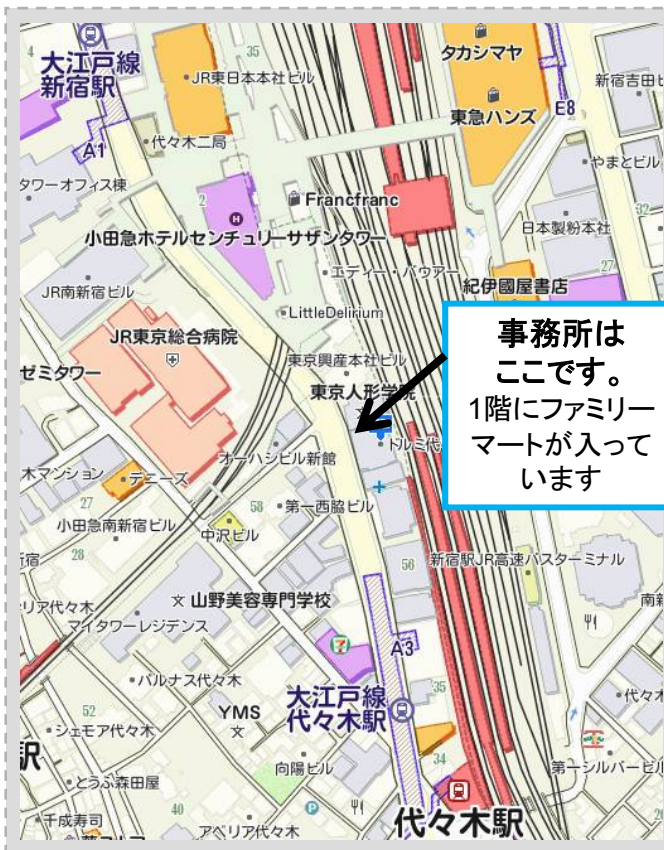 4
35
大江戸線
新宿駅
JR東日本本社ビル
タカシマヤ
新宿吉田ビ
東急ハンズ
E8
A1
代々木二局
やまとビル
タワーオフィス棟
2
Francfranc
32
日本製粉本社
小田急ホテルセンチュリーサザンタワー
エディー・バウアー
27
JR南新宿ビル
紀伊國屋書店
LittleDelirium
JR東京総合病院
事務所は
ここです。
1階にファミリー
マートが入って
います
ゼミタワー
東京興産本社ビル
東京人形学院
ドルミ代
オーハシビル新館
木マンション
デニーズ
27
58
第一西脇ビル
小田急南新宿ビル
中沢ビル
28
宿
56
新宿駅JR高速バスターミナル
リア代々木
山野美容専門学校
南新
マイタワーレジデンス
A3
バルナス代々木
35
大江戸線
代々木駅
代々木
52
YMS
シェモア代々木
駅
向陽ビル
34
第一シルバービル
とうふ森田屋
40
千成寿司
アベリア代々木
代々木駅